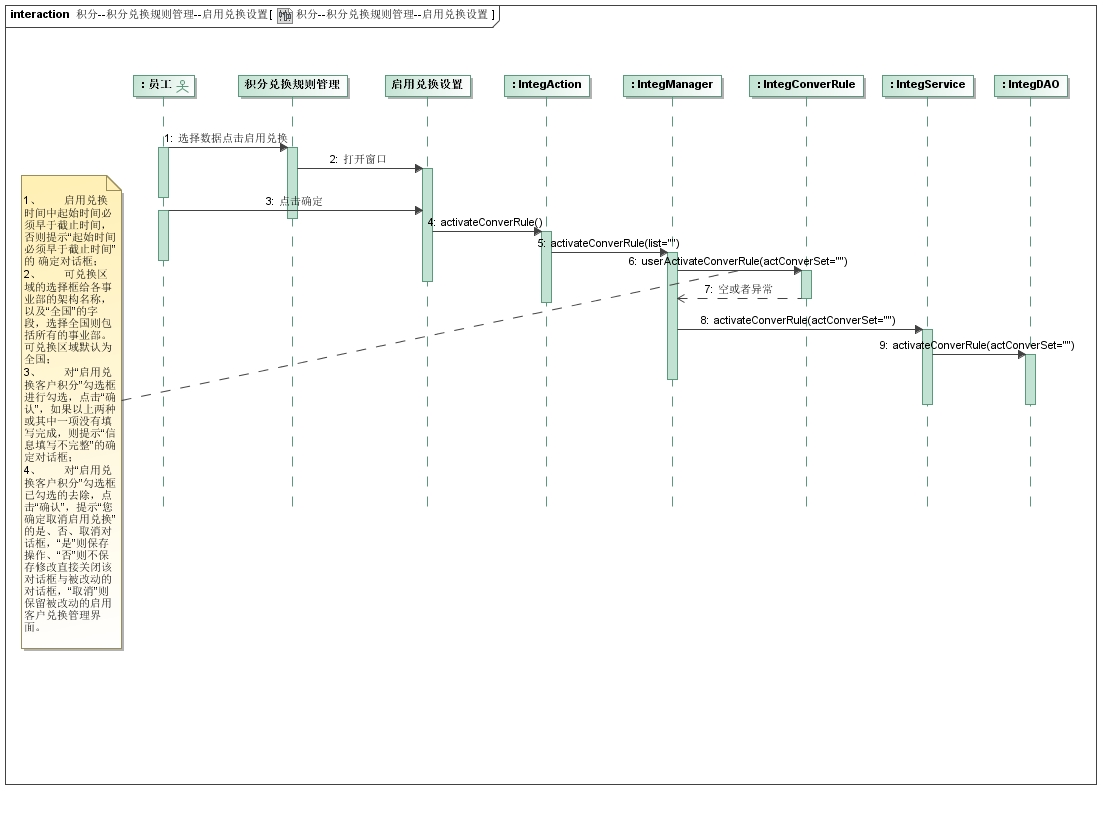 interaction 积分--积分兑换规则管理--启用兑换设置[ 积分--积分兑换规则管理--启用兑换设置 ]
: 员工
积分兑换规则管理
启用兑换设置
: IntegAction
: IntegManager
: IntegConverRule
: IntegService
: IntegDAO
1: 选择数据点击启用兑换
2: 打开窗口
3: 点击确定
4: activateConverRule()
5: activateConverRule(list="")
6: userActivateConverRule(actConverSet="")
7: 空或者异常
8: activateConverRule(actConverSet="")
9: activateConverRule(actConverSet="")
1、 启用兑换
时间中起始时间必
须早于截止时间，
否则提示“起始时间
必须早于截止时间”
的 确定对话框；
2、 可兑换区
域的选择框给各事
业部的架构名称，
以及“全国”的字
段，选择全国则包
括所有的事业部。
可兑换区域默认为
全国；
3、 对“启用兑
换客户积分”勾选框
进行勾选，点击“确
认”，如果以上两种
或其中一项没有填
写完成，则提示“信
息填写不完整”的确
定对话框；
4、 对“启用兑
换客户积分”勾选框
已勾选的去除，点
击“确认”，提示“您
确定取消启用兑换”
的是、否、取消对
话框，“是”则保存
操作、“否”则不保
存修改直接关闭该
对话框与被改动的
对话框，“取消”则
保留被改动的启用
客户兑换管理界
面。